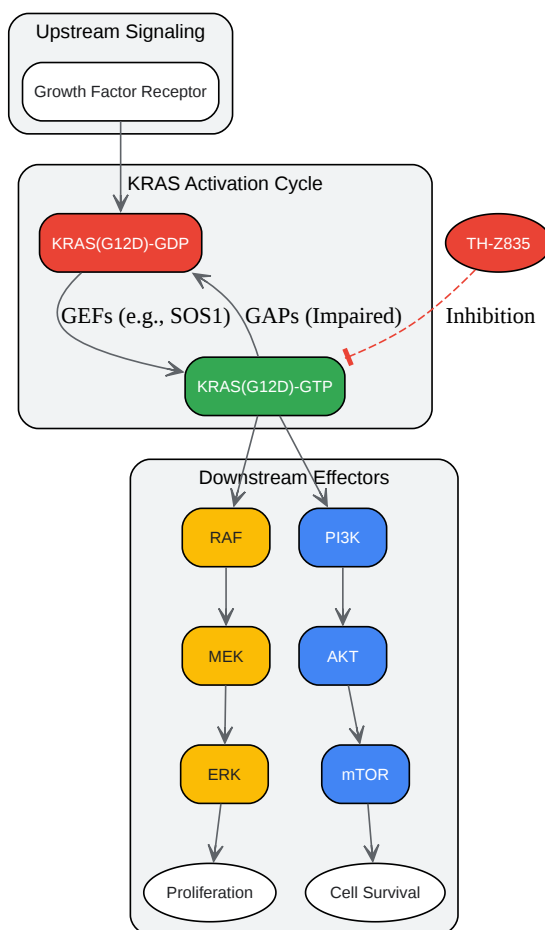 Upstream Signaling
Growth Factor Receptor
KRAS Activation Cycle
KRAS(G12D)-GDP
TH-Z835
GEFs (e.g., SOS1)
GAPs (Impaired)
Inhibition
KRAS(G12D)-GTP
Downstream Effectors
RAF
PI3K
MEK
AKT
ERK
mTOR
Proliferation
Cell Survival